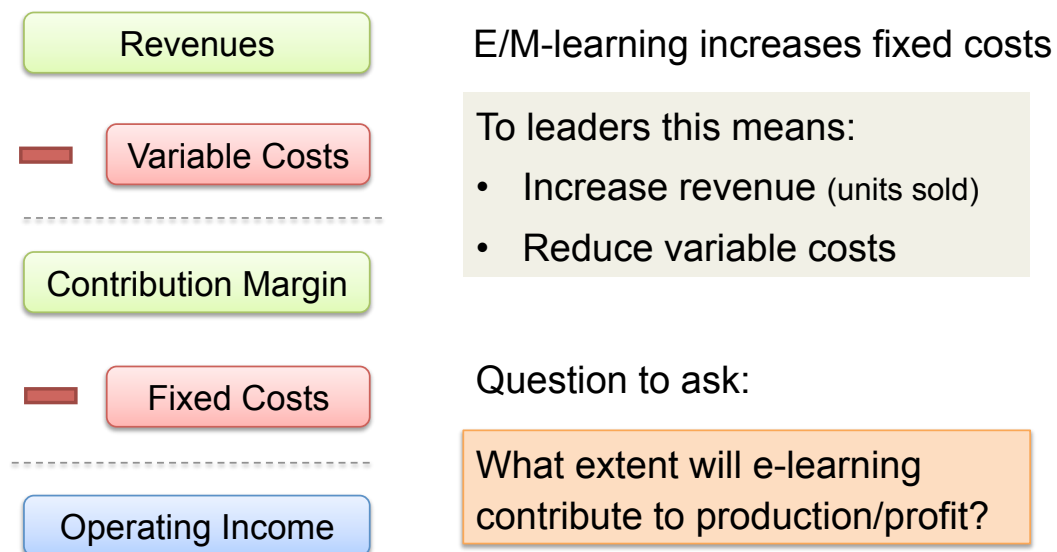 Revenues
Variable Costs
Contribution Margin
Fixed Costs
Operating Income
E/M-learning increases fixed costs
To leaders this means:
• Increase revenue (units sold)
• Reduce variable costs
Question to ask:
What extent will e-learning
contribute to production/profit?